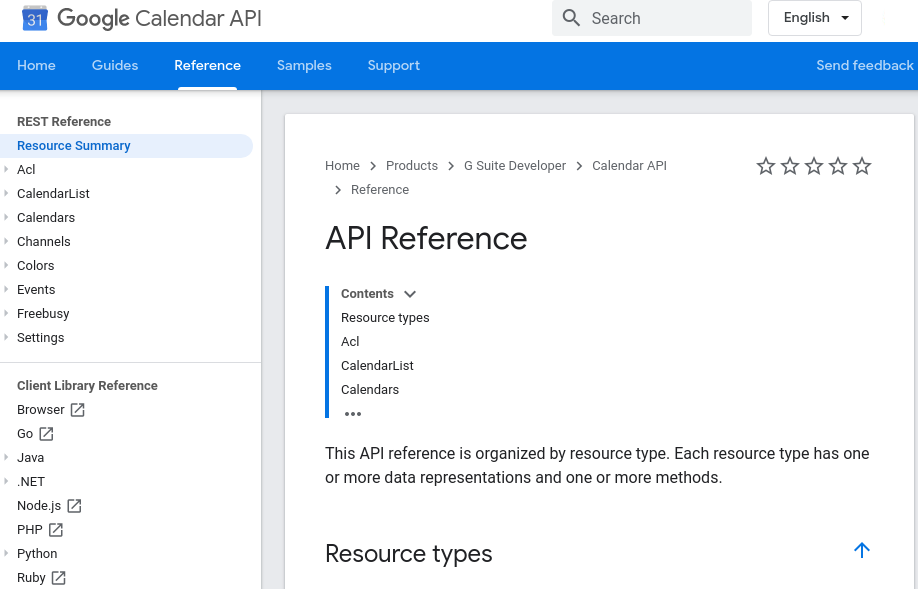 31 Google Calendar API
Search
English
Home Guides Reference Samples Support Send feedback
REST Reference
Resource Summary
Acl
CalendarList
Calendars
Channels
Colors
Events
Freebusy
Settings
Client Library Reference
Browser
Go
Java
.NET
Node.js
PHP
Python
Ruby
Home > Products > G Suite Developer > Calendar API
> Reference
API Reference
Contents
Resource types
Acl
CalendarList
Calendars
•••
This API reference is organized by resource type. Each resource type has one
or more data representations and one or more methods.
Resource types